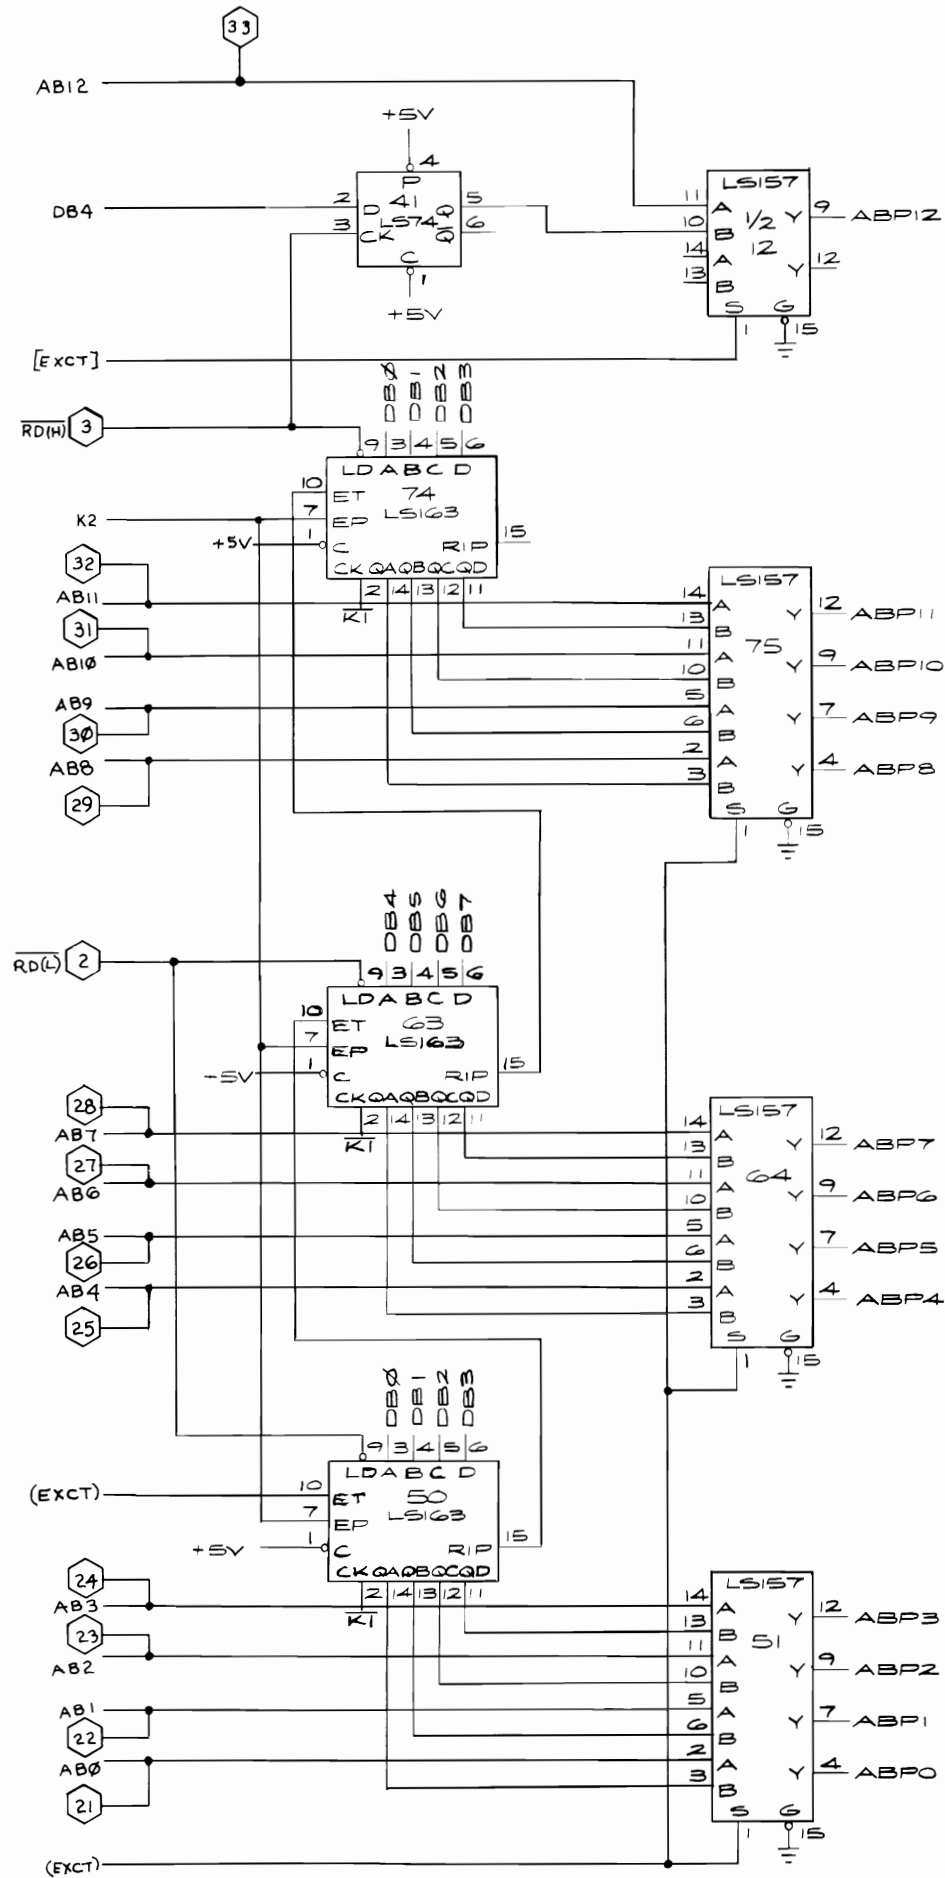 33
AB12
+5V
4
P
41
LS74
2 D Q 5
DB4
3 CK Q̅ 6
C
1
+5V
LS157
11 A Y 9 ABP12
10 B 1/2
14 A 12
13 B Y 12
S G
1 15
[EXCT]
DBØ DB1 DB2 DB3
R̅D̅(̅H̅)̅ 3
9 3 4 5 6
LD A B C D
10 ET 74
K2 7 EP LS163
+5V 1 C RIP 15
CK QA QB QC QD
2 14 13 12 11
K̅1̅
32
AB11
31
AB1Ø
AB9
3Ø
AB8
29
LS157
14 A Y 12 ABP11
13 B
11 A 75 Y 9 ABP10
10 B
5 A Y 7 ABP9
6 B
2 A Y 4 ABP8
3 B
S G
1 15
DB4 DB5 DB6 DB7
R̅D̅(̅L̅)̅ 2
9 3 4 5 6
LD A B C D
10 ET 63
7 EP LS163
+5V 1 C RIP 15
CK QA QB QC QD
2 14 13 12 11
K̅1̅
28
AB7
27
AB6
AB5
26
AB4
25
LS157
14 A Y 12 ABP7
13 B
11 A 64 Y 9 ABP6
10 B
5 A Y 7 ABP5
6 B
2 A Y 4 ABP4
3 B
S G
1 15
DBØ DB1 DB2 DB3
9 3 4 5 6
LD A B C D
(EXCT) 10 ET 50
7 EP LS163
+5V 1 C RIP 15
CK QA QB QC QD
2 14 13 12 11
K̅1̅
24
AB3
23
AB2
AB1
22
ABØ
21
LS157
14 A Y 12 ABP3
13 B
11 A 51 Y 9 ABP2
10 B
5 A Y 7 ABP1
6 B
2 A Y 4 ABP0
3 B
S G
1 15
(EXCT)